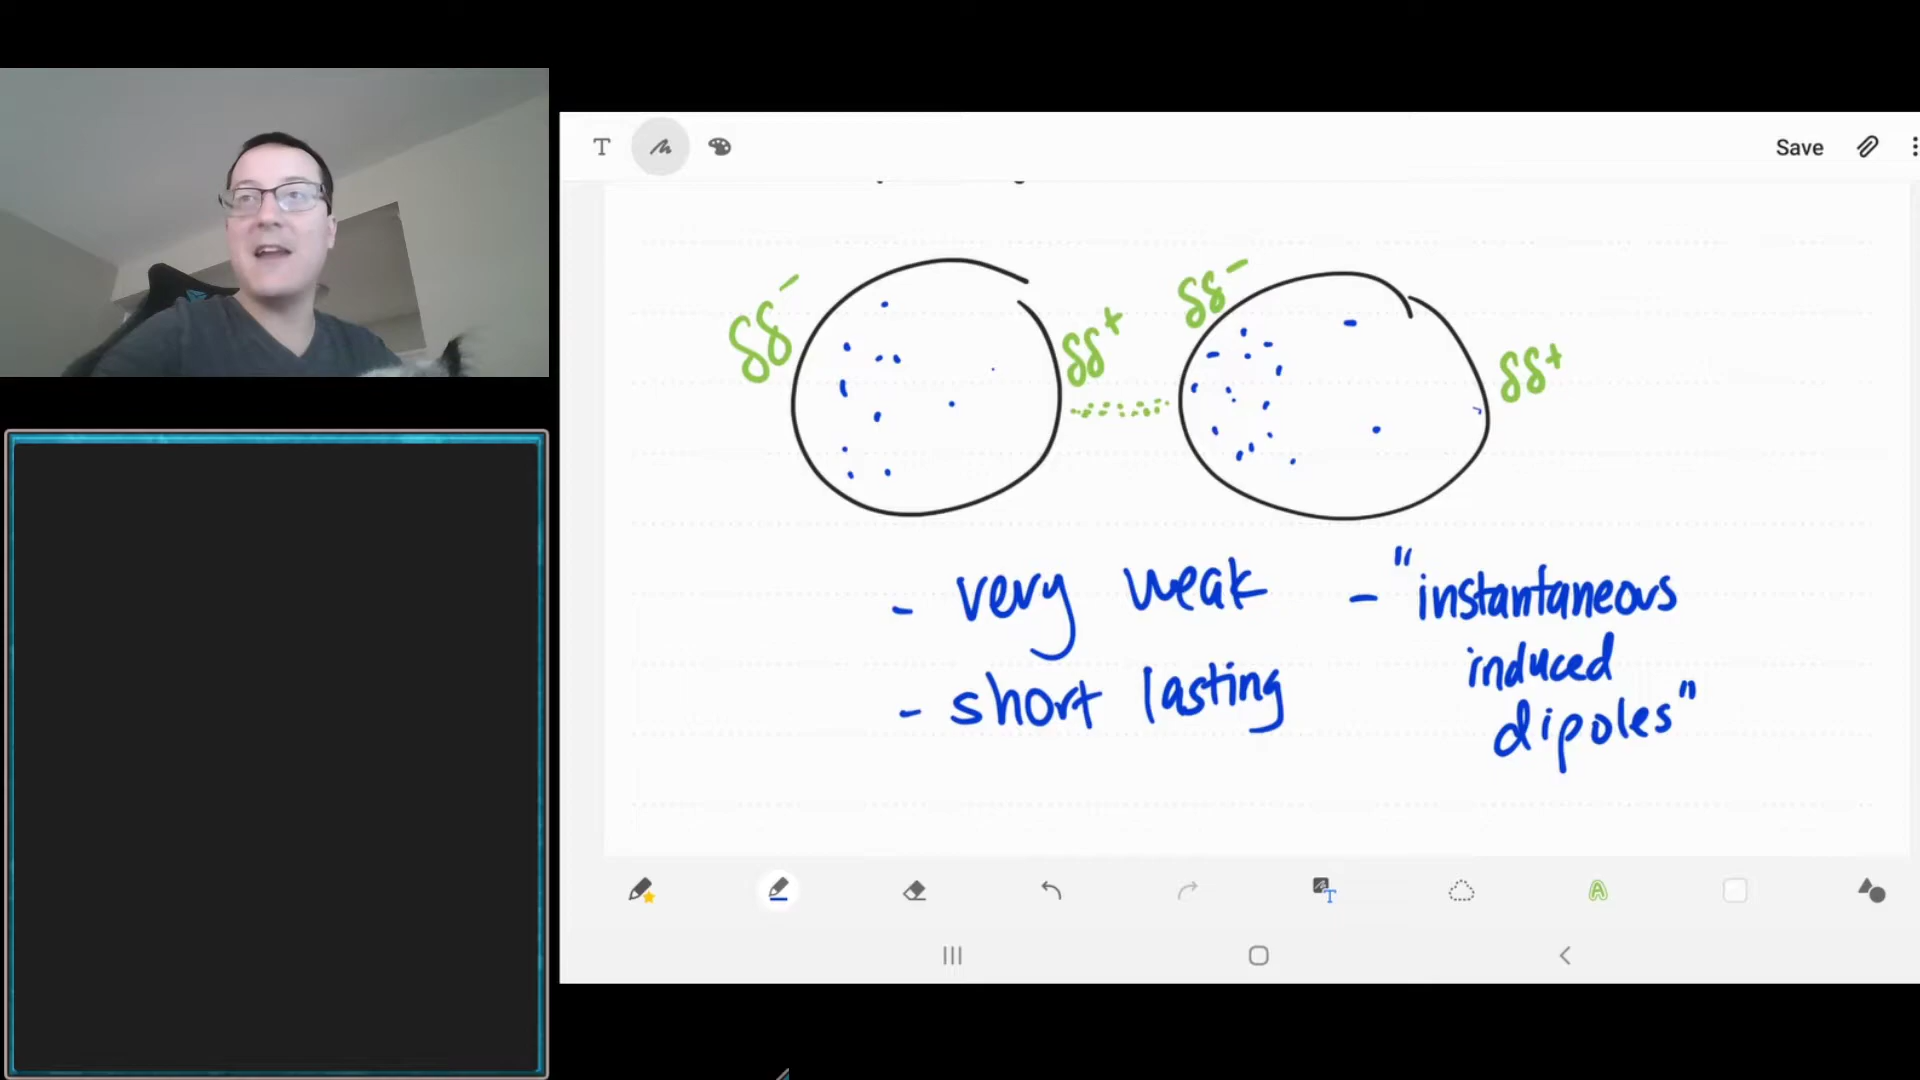 T
Save
δδ⁻
δδ⁺
δδ⁻
δδ⁺
- very weak
- short lasting
- "instantaneous
induced
dipoles"